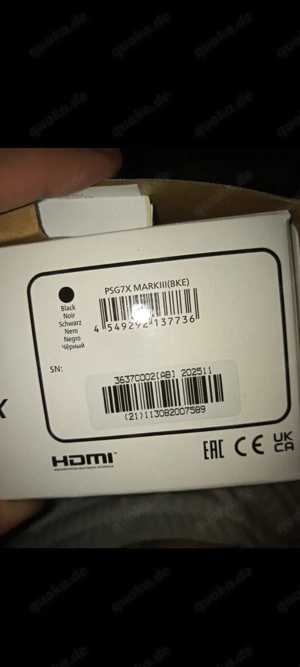 PSG7X MARKIII(BKE)
Black
Noir
Schwarz
Nero
Negro
Чёрный
4 549292 137736
SN:
3637C002[AB] 202511
(21)113082007589
X
HDMI
EAC CE UK
CA
quoka.de